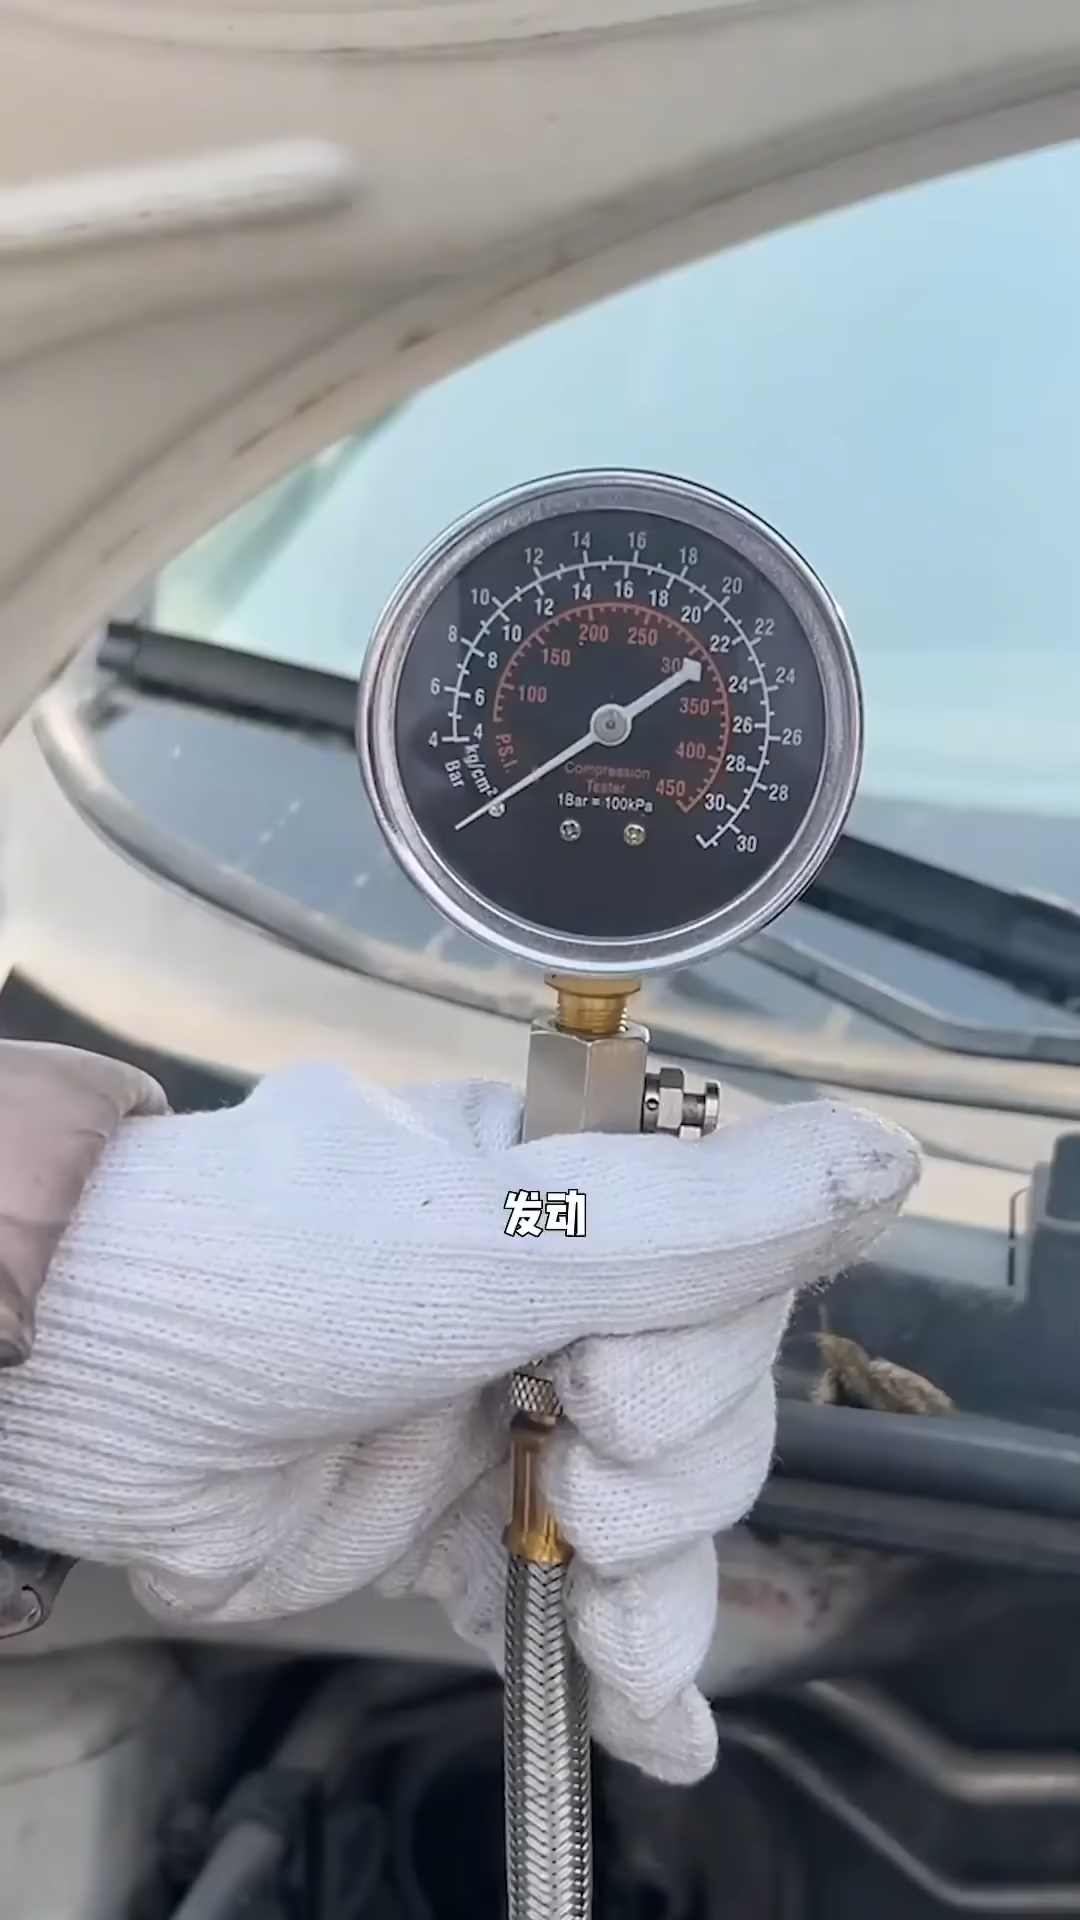 4 6 8 10 12 14 16 18 20 22 24 26 28 30
4 6 8 10 12 14 16 18 20 22 24 26 28 30
100 150 200 250 30 350 400 450
P.S.I.
kg/cm²
Bar
Compression
Tester
1Bar = 100kPa
发动